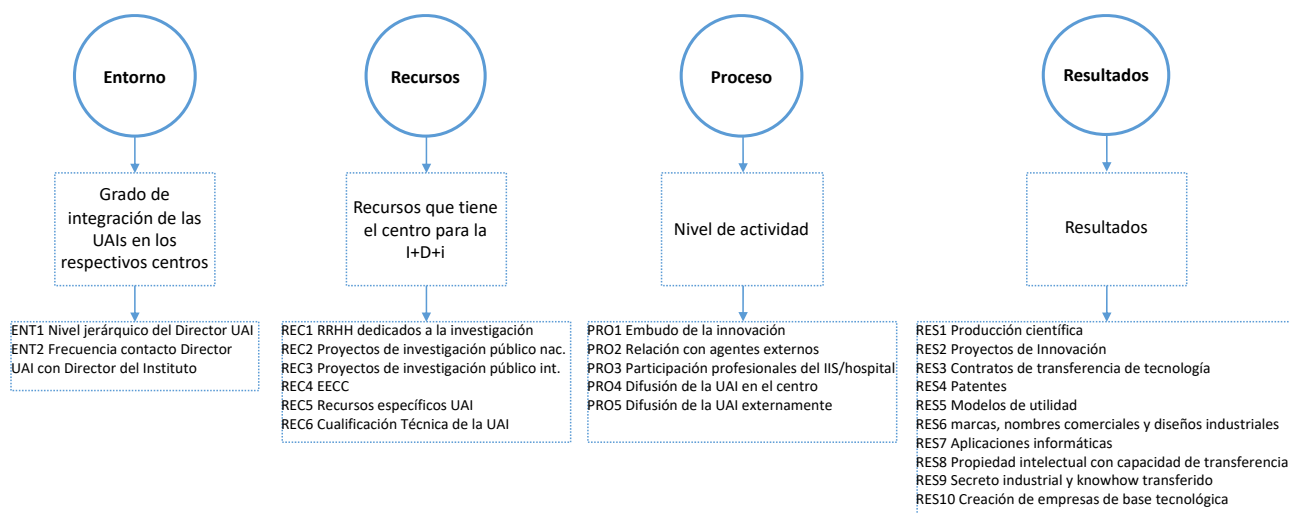 Entorno
Recursos
Proceso
Resultados
Grado de
integración de las
UAIs en los
respectivos centros
Recursos que tiene
el centro para la
I+D+i
Nivel de actividad
Resultados
ENT1 Nivel jerárquico del Director UAI
ENT2 Frecuencia contacto Director
UAI con Director del Instituto
REC1 RRHH dedicados a la investigación
REC2 Proyectos de investigación público nac.
REC3 Proyectos de investigación público int.
REC4 EECC
REC5 Recursos específicos UAI
REC6 Cualificación Técnica de la UAI
PRO1 Embudo de la innovación
PRO2 Relación con agentes externos
PRO3 Participación profesionales del IIS/hospital
PRO4 Difusión de la UAI en el centro
PRO5 Difusión de la UAI externamente
RES1 Producción científica
RES2 Proyectos de Innovación
RES3 Contratos de transferencia de tecnología
RES4 Patentes
RES5 Modelos de utilidad
RES6 marcas, nombres comerciales y diseños industriales
RES7 Aplicaciones informáticas
RES8 Propiedad intelectual con capacidad de transferencia
RES9 Secreto industrial y knowhow transferido
RES10 Creación de empresas de base tecnológica